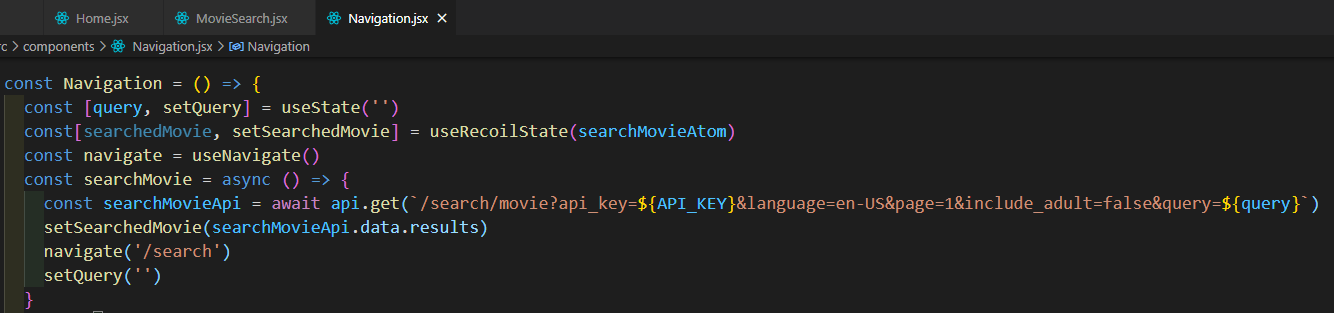 Home.jsx MovieSearch.jsx Navigation.jsx ×
rc > components > Navigation.jsx > Navigation
const Navigation = () => {
  const [query, setQuery] = useState('')
  const[searchedMovie, setSearchedMovie] = useRecoilState(searchMovieAtom)
  const navigate = useNavigate()
  const searchMovie = async () => {
    const searchMovieApi = await api.get(`/search/movie?api_key=${API_KEY}&language=en-US&page=1&include_adult=false&query=${query}`)
    setSearchedMovie(searchMovieApi.data.results)
    navigate('/search')
    setQuery('')
  }